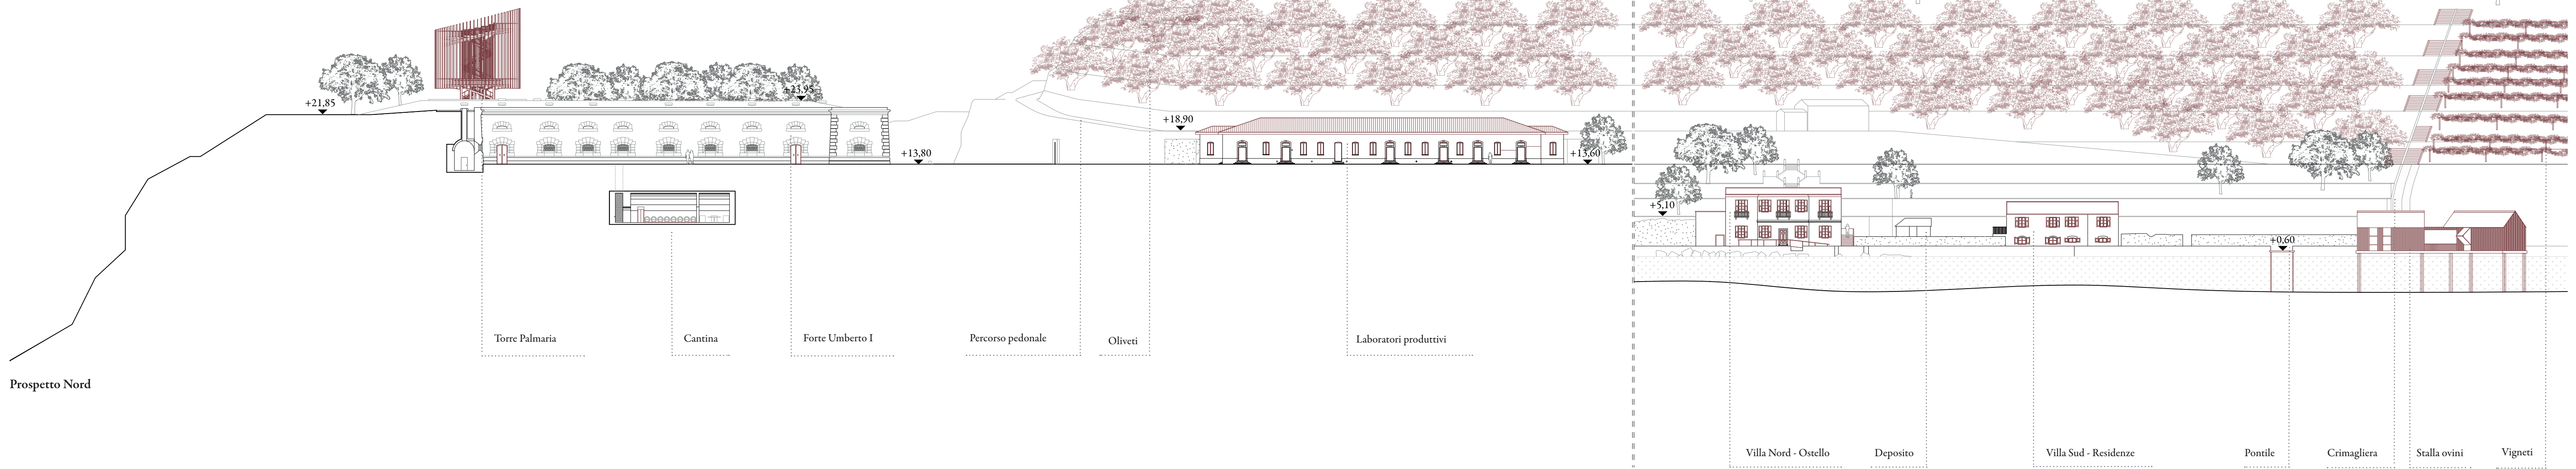 +21,85
+23,95
+13,80
+18,90
+13,60
+5,10
+0,60
Torre Palmaria
Cantina
Forte Umberto I
Percorso pedonale
Oliveti
Laboratori produttivi
Prospetto Nord
Villa Nord - Ostello
Deposito
Villa Sud - Residenze
Pontile
Crimagliera
Stalla ovini
Vigneti